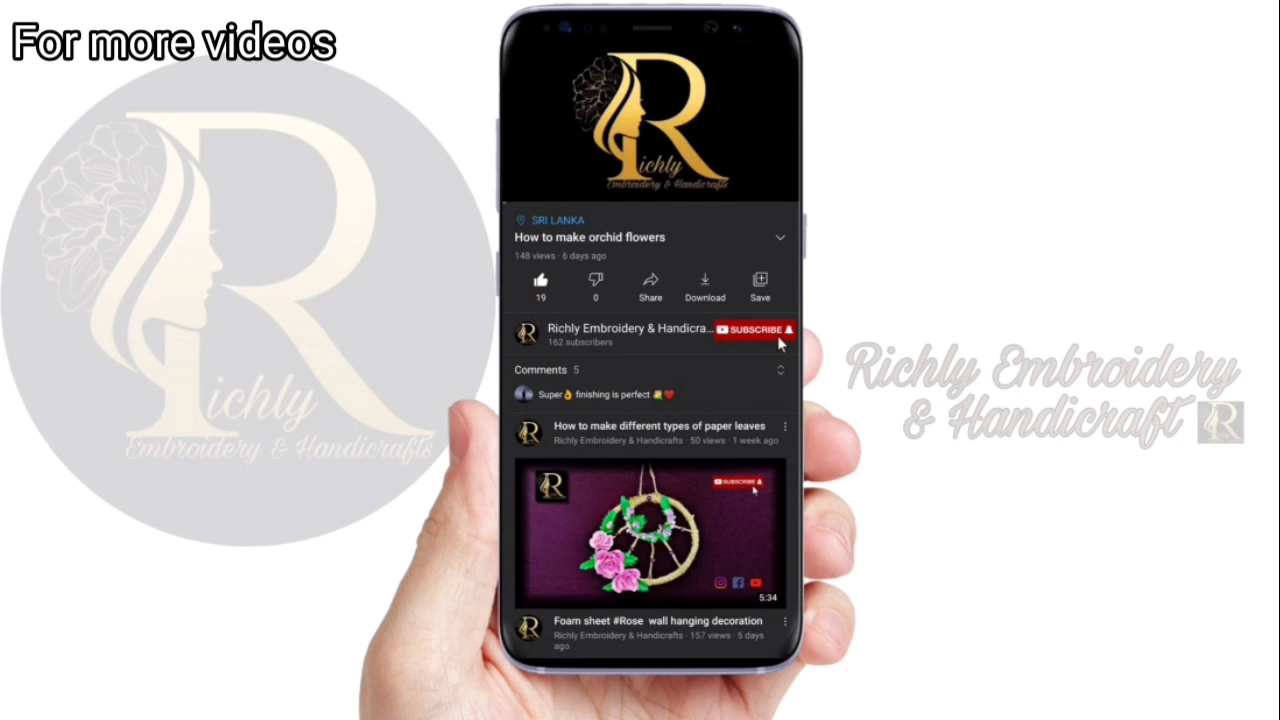 For more videos
Richly
Embroidery & Handicrafts
Richly
Embroidery & Handicrafts
SRI LANKA
How to make orchid flowers
148 views · 6 days ago
19
0
Share
Download
Save
Richly Embroidery & Handicra...
SUBSCRIBE
162 subscribers
Comments 5
Super👌 finishing is perfect 💐❤️
How to make different types of paper leaves
Richly Embroidery & Handicrafts · 50 views · 1 week ago
SUBSCRIBE
5:34
Foam sheet #Rose wall hanging decoration
Richly Embroidery & Handicrafts · 157 views · 5 days
ago
Richly Embroidery
& Handicraft